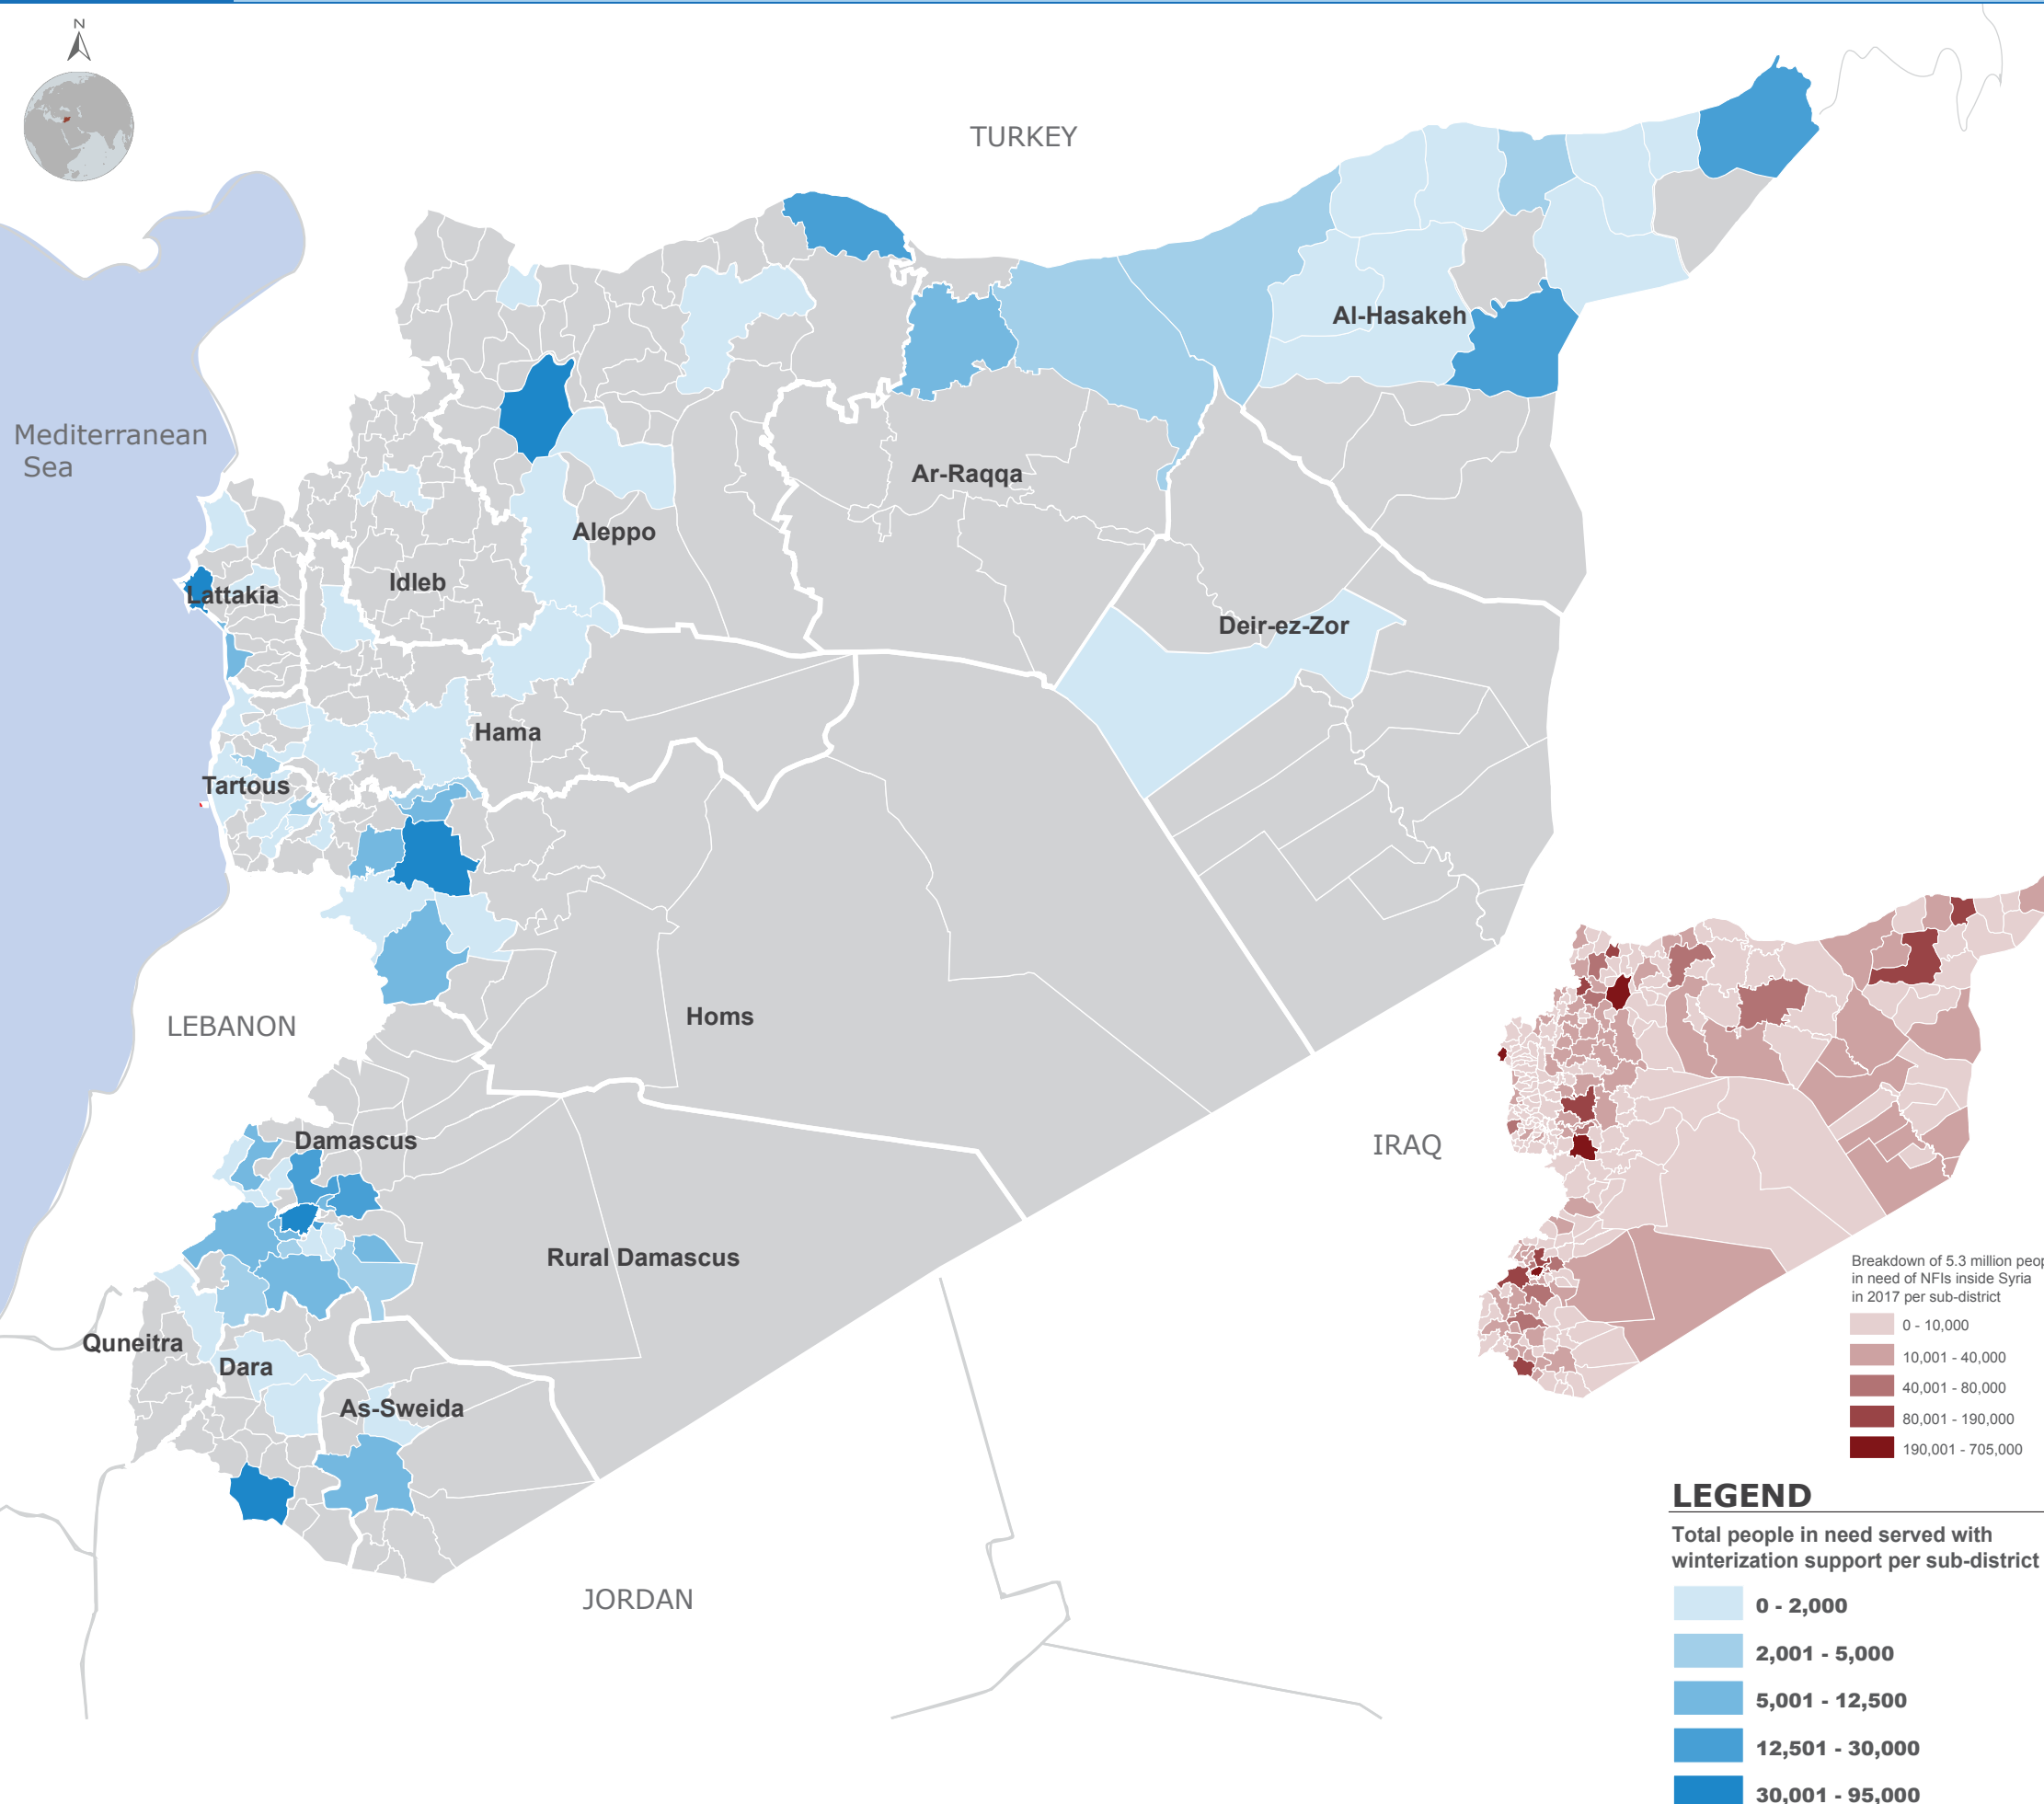 N
TURKEY
Al-Hasakeh
Mediterranean
Sea
Ar-Raqqa
Aleppo
Idleb
Lattakia
Deir-ez-Zor
Hama
Tartous
LEBANON
Homs
Damascus
IRAQ
Rural Damascus
Quneitra
Dara
As-Sweida
JORDAN
Breakdown of 5.3 million peop
in need of NFIs inside Syria
in 2017 per sub-district
0 - 10,000
10,001 - 40,000
40,001 - 80,000
80,001 - 190,000
190,001 - 705,000
LEGEND
Total people in need served with
winterization support per sub-district
0 - 2,000
2,001 - 5,000
5,001 - 12,500
12,501 - 30,000
30,001 - 95,000